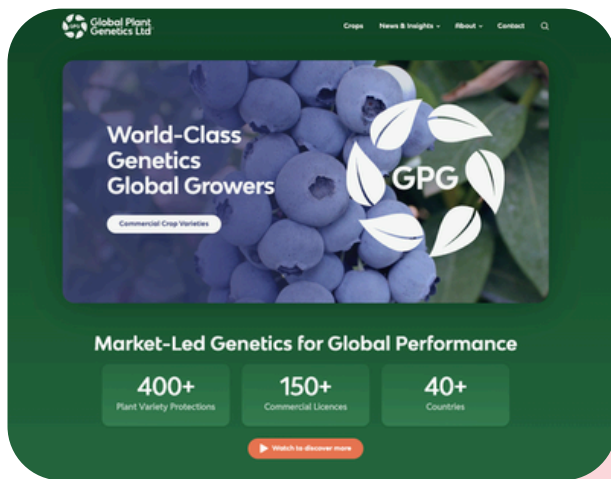 GPG
Global Plant
Genetics Ltd
Crops
News & Insights
About
Contact
World-Class
Genetics
Global Growers
Commercial Crop Varieties
GPG
Market-Led Genetics for Global Performance
400+
Plant Variety Protections
150+
Commercial Licences
40+
Countries
Watch to discover more